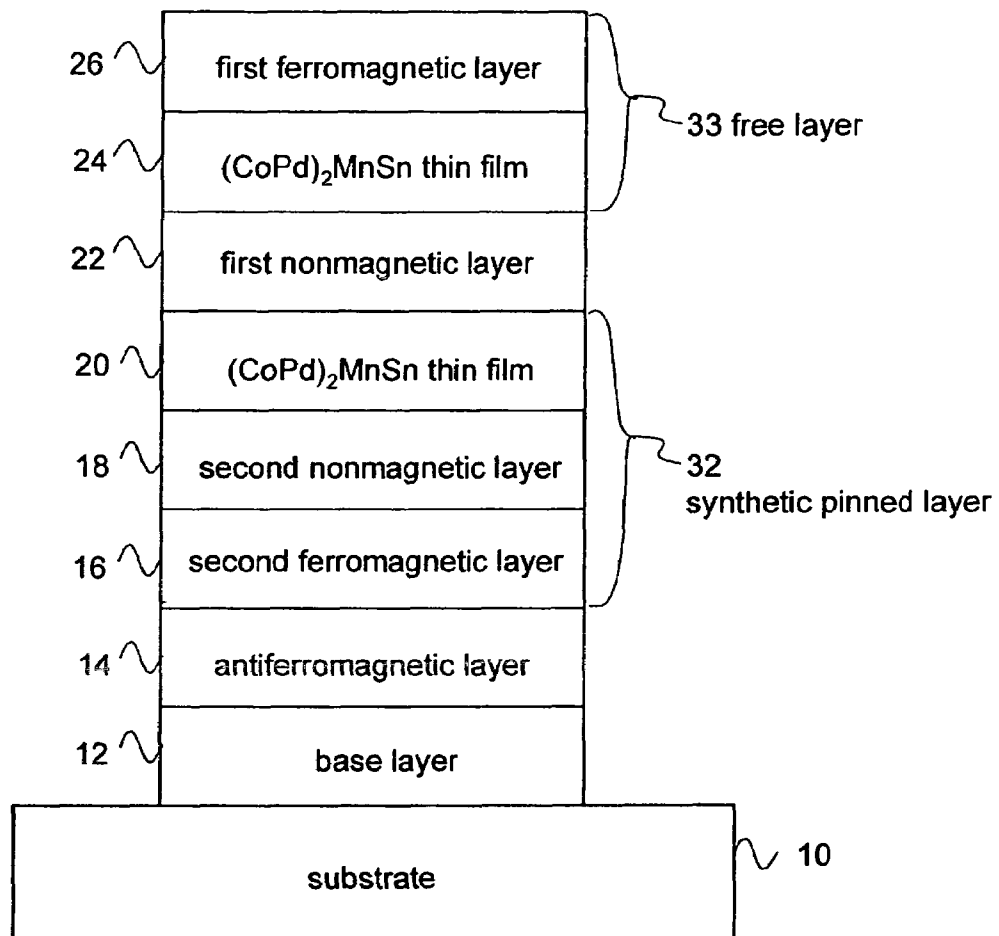 26 first ferromagnetic layer
33 free layer
24 (CoPd)₂MnSn thin film
22 first nonmagnetic layer
20 (CoPd)₂MnSn thin film
18 second nonmagnetic layer
32
synthetic pinned layer
16 second ferromagnetic layer
14 antiferromagnetic layer
12 base layer
10
substrate